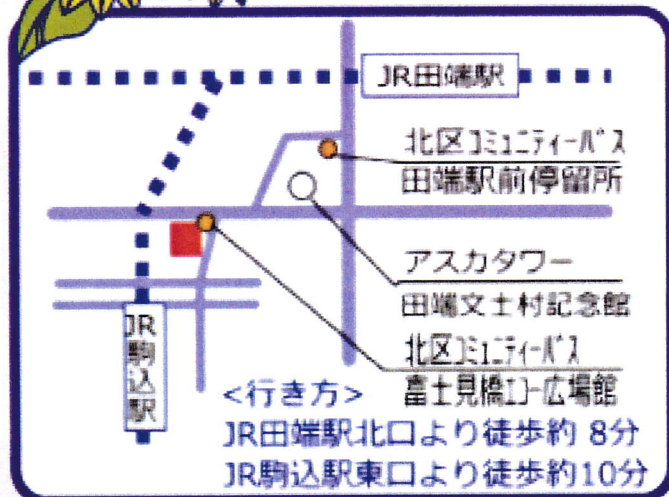 JR田端駅
北区コミュニティーバス
田端駅前停留所
アスカタワー
田端文士村記念館
北区コミュニティーバス
富士見橋エコー広場館
JR駒込駅
<行き方>
JR田端駅北口より徒歩約 8分
JR駒込駅東口より徒歩約10分